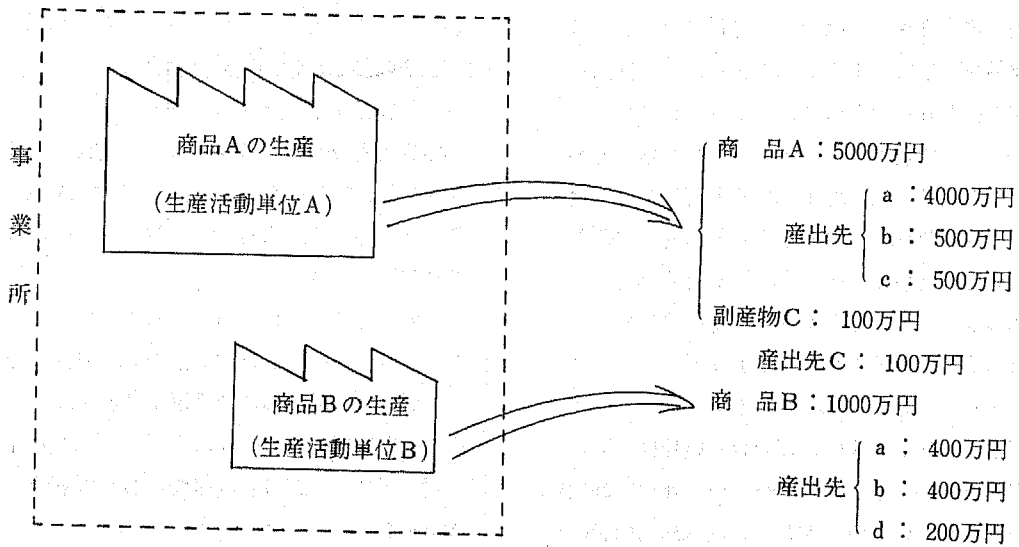 事業所
商品Aの生産
(生産活動単位A)
商品Bの生産
(生産活動単位B)
商　品A：5000万円
産出先
a：4000万円
b：500万円
c：500万円
副産物C：100万円
産出先C：100万円
商　品B：1000万円
産出先
a：400万円
b：400万円
d：200万円